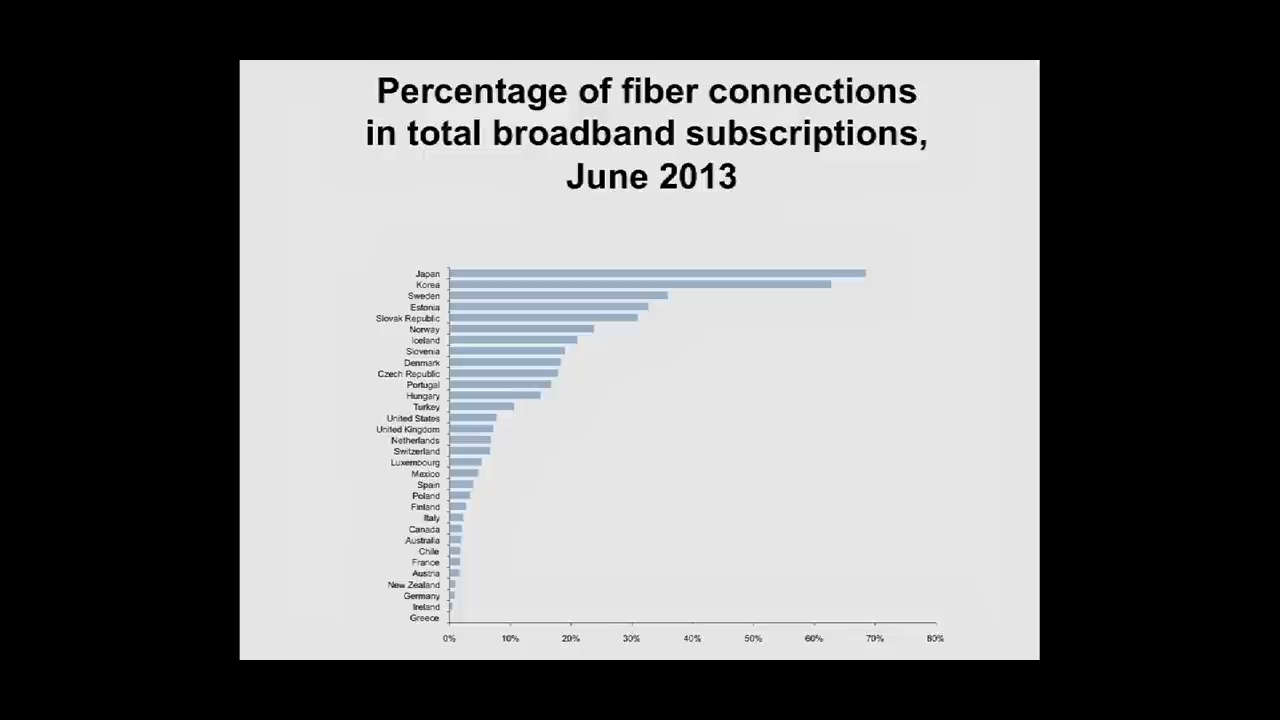 Percentage of fiber connections
in total broadband subscriptions,
June 2013
Japan
Korea
Sweden
Estonia
Slovak Republic
Norway
Iceland
Slovenia
Denmark
Czech Republic
Portugal
Hungary
Turkey
United States
United Kingdom
Netherlands
Switzerland
Luxembourg
Mexico
Spain
Poland
Finland
Italy
Canada
Australia
Chile
France
Austria
New Zealand
Germany
Ireland
Greece
0% 10% 20% 30% 40% 50% 60% 70% 80%